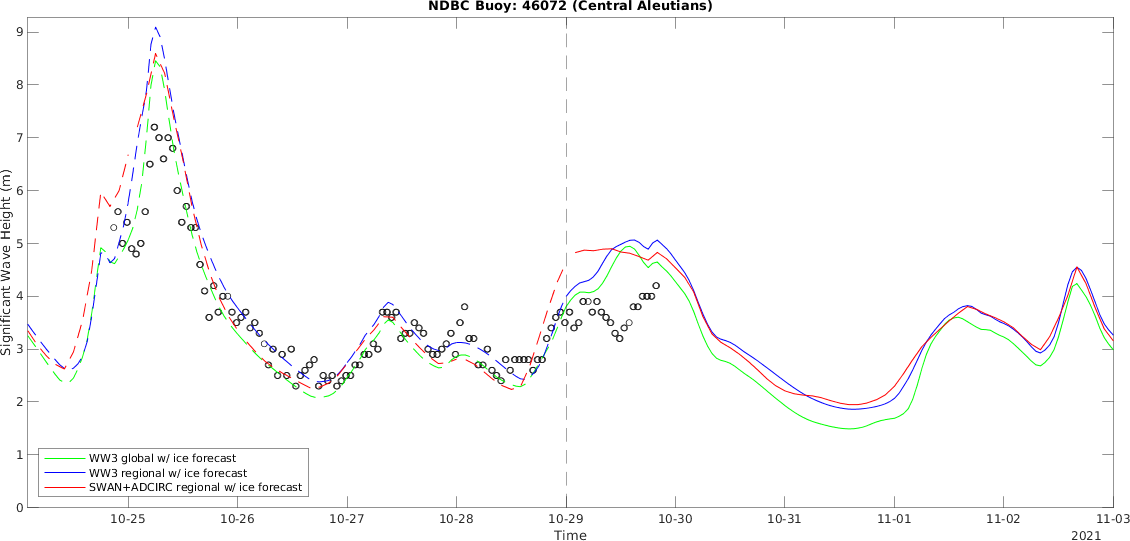 NDBC Buoy: 46072 (Central Aleutians)
Significant Wave Height (m)
9
8
7
6
5
4
3
2
1
0
WW3 global w/ ice forecast
WW3 regional w/ ice forecast
SWAN+ADCIRC regional w/ ice forecast
10-25 10-26 10-27 10-28 10-29 10-30 10-31 11-01 11-02 11-03
Time
2021